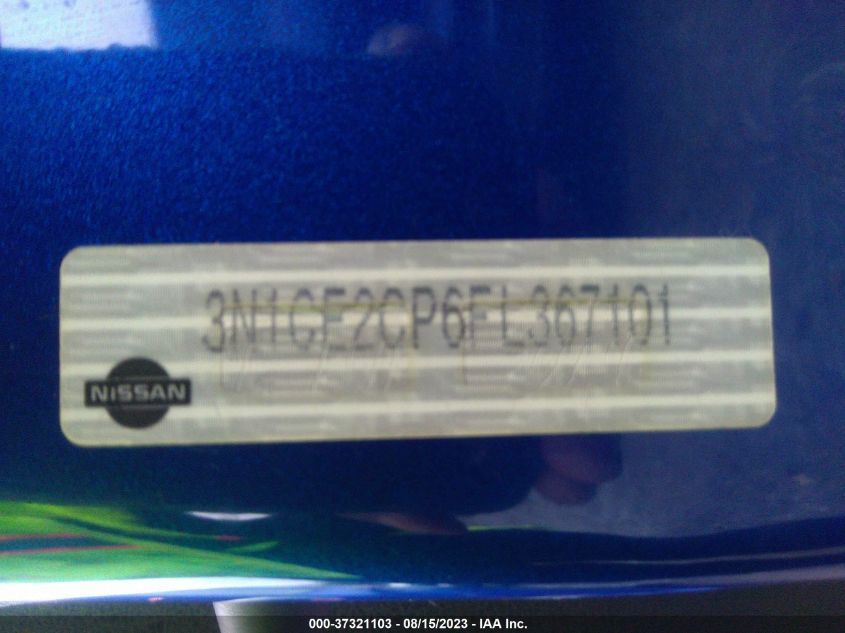 3N1CE2CP6FL367101
NISSAN
000-37321103 - 08/15/2023 - IAA Inc.